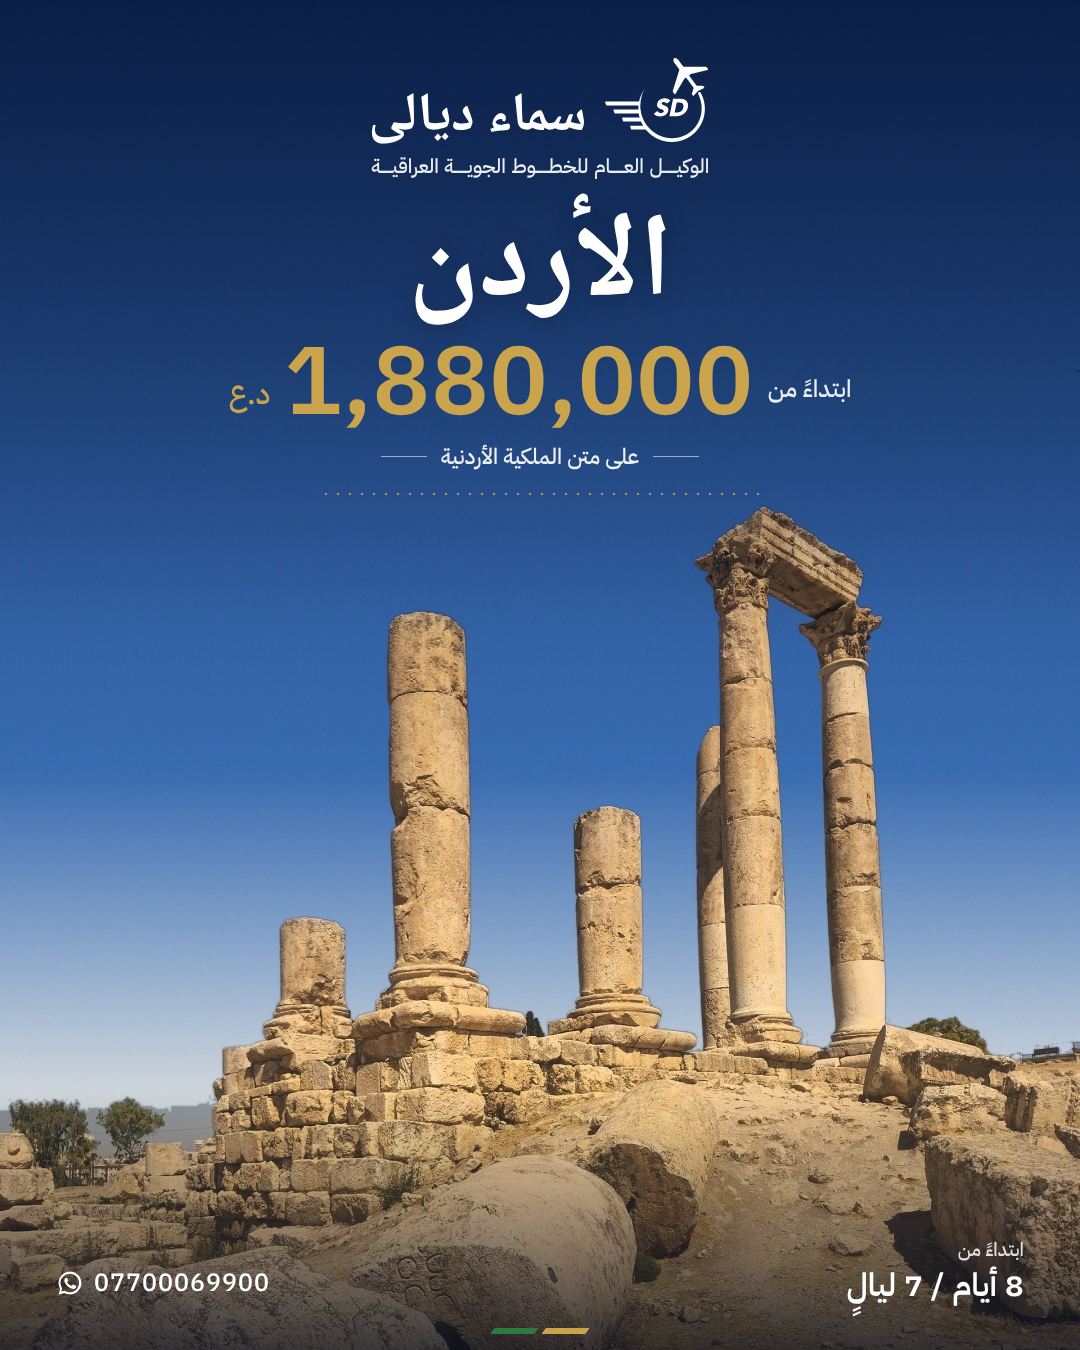 سماء ديالى SD
الوكيـل العـام للخطـوط الجويـة العراقيـة
الأردن
ابتداءً من 1,880,000 د.ع
على متن الملكية الأردنية
ابتداءً من
8 أيام / 7 ليالٍ
07700069900